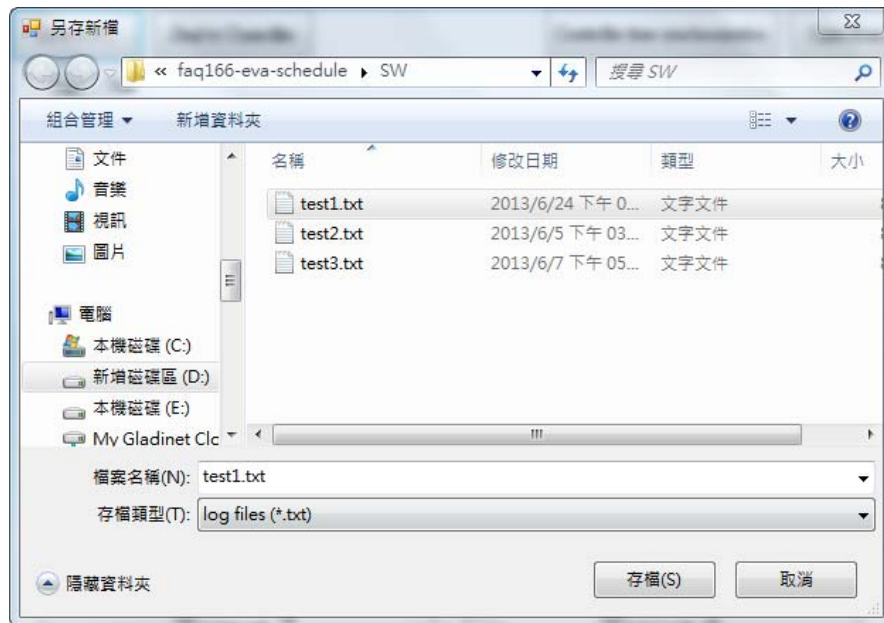 另存新檔
« faq166-eva-schedule ▸ SW
搜尋 SW
組合管理 ▼ 新增資料夾
文件
音樂
視訊
圖片
電腦
本機磁碟 (C:)
新增磁碟區 (D:)
本機磁碟 (E:)
My Gladinet Clc
名稱 修改日期 類型 大小
test1.txt 2013/6/24 下午 0... 文字文件
test2.txt 2013/6/5 下午 03... 文字文件
test3.txt 2013/6/7 下午 05... 文字文件
檔案名稱(N): test1.txt
存檔類型(T): log files (*.txt)
隱藏資料夾
存檔(S) 取消